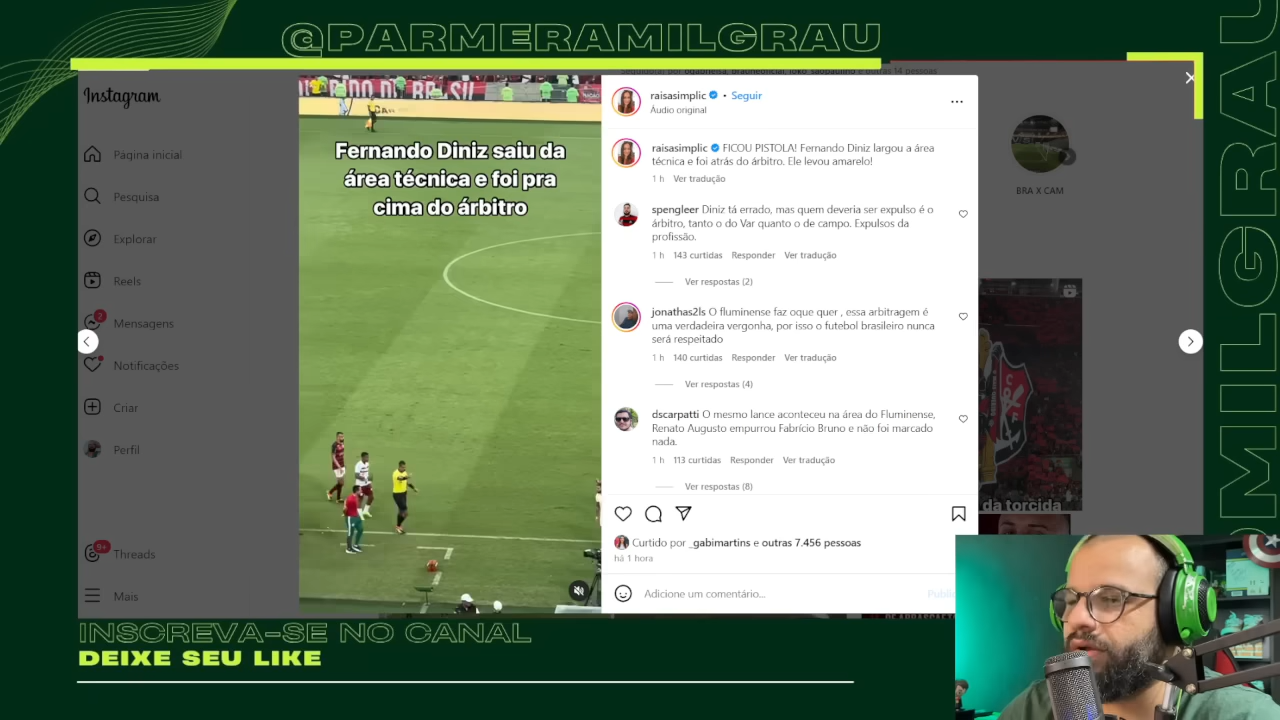 @PARMERAMILGRAU
Instagram
Página inicial
Pesquisa
Explorar
Reels
2
Mensagens
Notificações
Criar
Perfil
9+
Threads
Mais
Fernando Diniz saiu da
área técnica e foi pra
cima do árbitro
raisasimplic • Seguir
Áudio original
raisasimplic FICOU PISTOLA! Fernando Diniz largou a área
técnica e foi atrás do árbitro. Ele levou amarelo!
1 h Ver tradução
spengleer Diniz tá errado, mas quem deveria ser expulso é o
árbitro, tanto o do Var quanto o de campo. Expulsos da
profissão.
1 h 143 curtidas Responder Ver tradução
Ver respostas (2)
jonathas2ls O fluminense faz oque quer , essa arbitragem é
uma verdadeira vergonha, por isso o futebol brasileiro nunca
será respeitado
1 h 140 curtidas Responder Ver tradução
Ver respostas (4)
dscarpatti O mesmo lance aconteceu na área do Fluminense,
Renato Augusto empurrou Fabrício Bruno e não foi marcado
nada.
1 h 113 curtidas Responder Ver tradução
Ver respostas (8)
Curtido por _gabimartins e outras 7.456 pessoas
há 1 hora
Adicione um comentário...
BRA X CAM
da torcida
INSCREVA-SE NO CANAL
DEIXE SEU LIKE